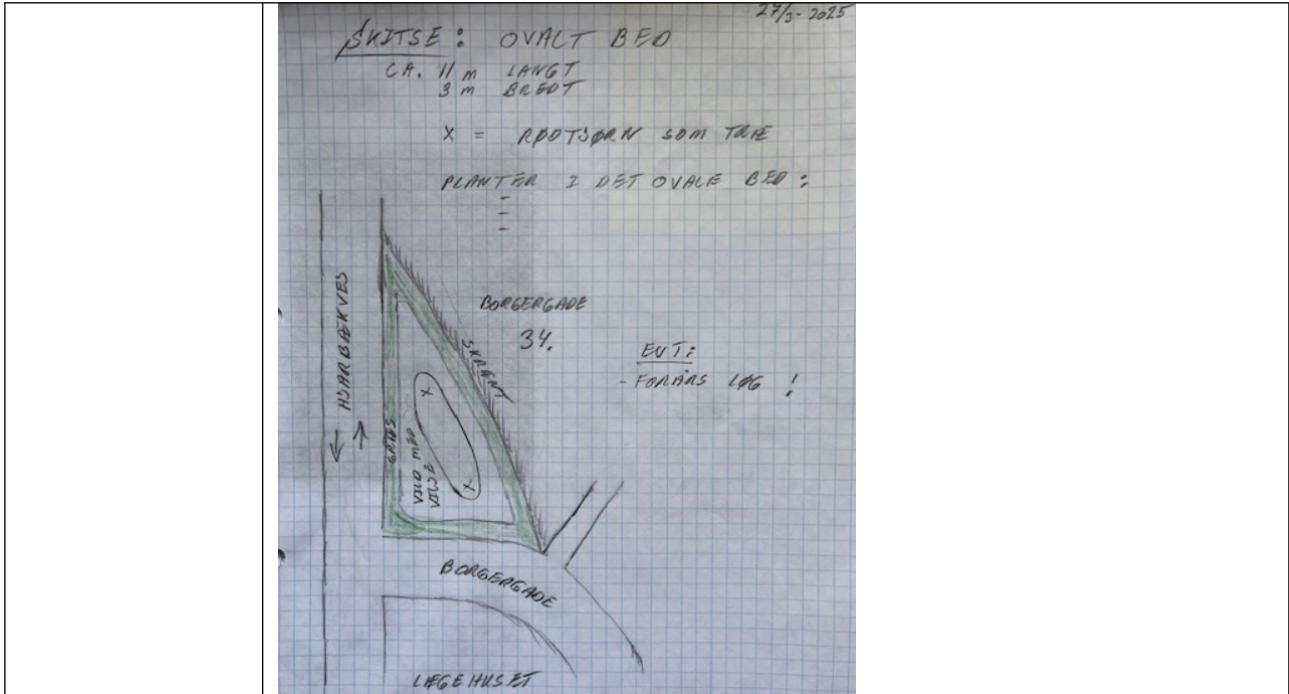 27/3-2025
SKITSE: OVALT BED
CA. 11 m LANGT
3 m BREDT
X = RØDTJØRN SOM TRÆ
PLANTER I DET OVALE BED:
-
-
-
HJARBÆKVEJ
BORGERGADE
34.
SKRÆNT
EVT:
- FORÅRS LØG !
X
GRÆS
VILD MED
VILJE
X
BORGERGADE
LÆGEHUSET